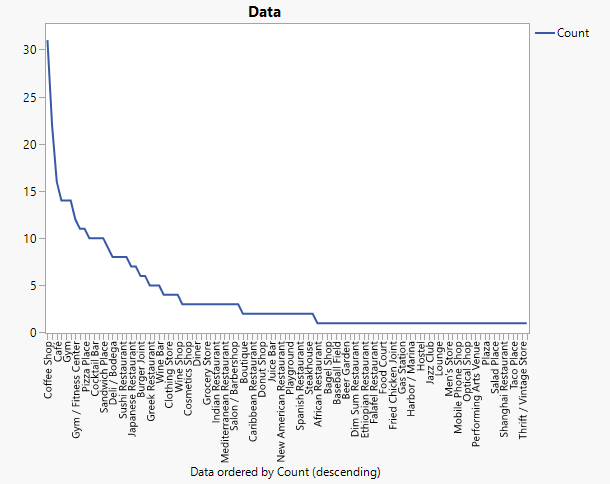 Data
Count
30
25
20
15
10
5
0
Coffee Shop
Café
Gym
Gym / Fitness Center
Pizza Place
Cocktail Bar
Sandwich Place
Deli / Bodega
Sushi Restaurant
Japanese Restaurant
Burger Joint
Greek Restaurant
Wine Bar
Clothing Store
Wine Shop
Cosmetics Shop
Diner
Grocery Store
Indian Restaurant
Mediterranean Restaurant
Salon / Barbershop
Boutique
Caribbean Restaurant
Donut Shop
Juice Bar
New American Restaurant
Playground
Spanish Restaurant
Steakhouse
African Restaurant
Bagel Shop
Baseball Field
Beer Garden
Dim Sum Restaurant
Ethiopian Restaurant
Falafel Restaurant
Food Court
Fried Chicken Joint
Gas Station
Harbor / Marina
Hostel
Jazz Club
Lounge
Men's Store
Mobile Phone Shop
Optical Shop
Performing Arts Venue
Plaza
Salad Place
Shanghai Restaurant
Taco Place
Thrift / Vintage Store
Data ordered by Count (descending)